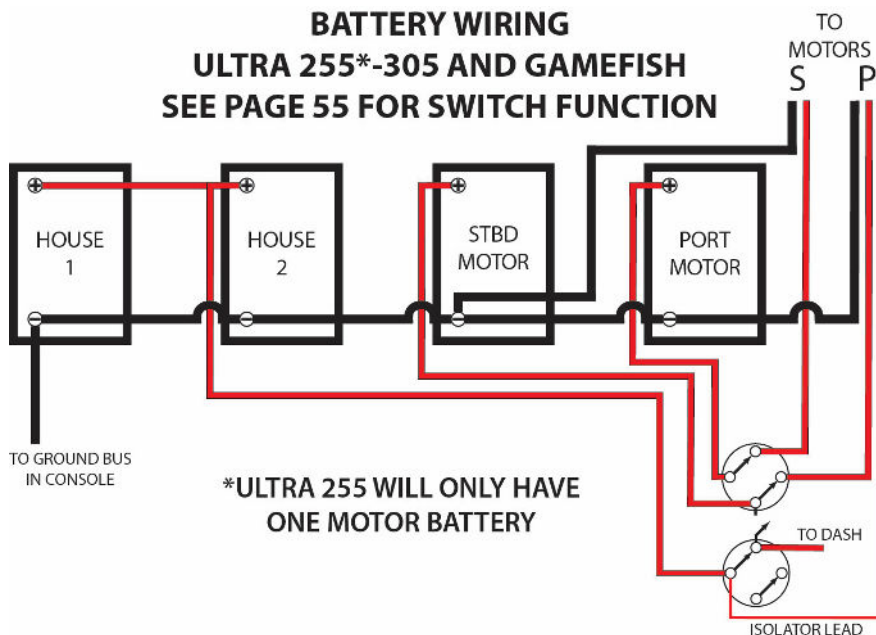 BATTERY WIRING
ULTRA 255*-305 AND GAMEFISH
SEE PAGE 55 FOR SWITCH FUNCTION
TO
MOTORS
S P
HOUSE
1
HOUSE
2
STBD
MOTOR
PORT
MOTOR
TO GROUND BUS
IN CONSOLE
*ULTRA 255 WILL ONLY HAVE
ONE MOTOR BATTERY
TO DASH
ISOLATOR LEAD